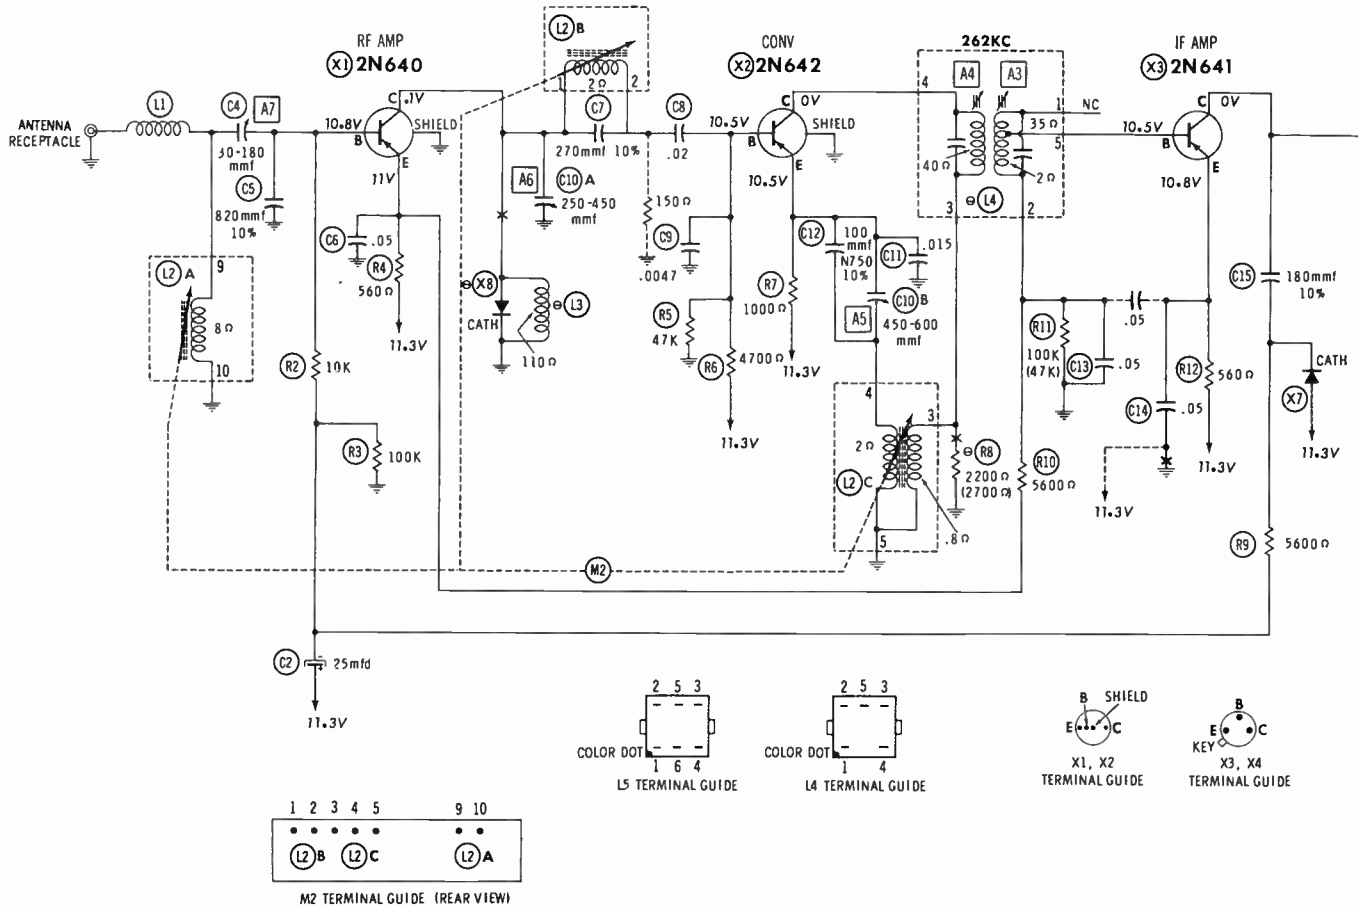 RF AMP
X1 2N640
L2 B
CONV
X2 2N642
262KC
IF AMP
X3 2N641
ANTENNA
RECEPTACLE
L1
C4
A7
30-180
mmf
C5
820mmf
10%
10.8V
B
C
.1V
SHIELD
E
11V
1
2Ω
2
C7
270mmf 10%
C8
.02
A6
C10 A
250-450
mmf
150Ω
10.5V
B
C
0V
SHIELD
E
10.5V
4
A4
A3
1
NC
35Ω
5
40Ω
2Ω
3
L4
2
10.5V
B
C
0V
E
10.8V
C6
.05
R4
560Ω
11.3V
X8
CATH
L3
110Ω
C9
.0047
R5
47K
R6
4700Ω
11.3V
R7
1000Ω
11.3V
C12
100
mmf
N750
10%
C11
.015
A5
C10 B
450-600
mmf
C15
180mmf
10%
L2 A
9
8Ω
10
R2
10K
R3
100K
R11
100K
(47K)
C13
.05
.05
C14
.05
R12
560Ω
11.3V
11.3V
CATH
X7
11.3V
4
3
2Ω
L2 C
5
.8Ω
R8
2200Ω
(2700Ω)
R10
5600Ω
R9
5600Ω
M2
C2
25mfd
11.3V
2 5 3
COLOR DOT
1 6 4
L5 TERMINAL GUIDE
2 5 3
COLOR DOT
1 4
L4 TERMINAL GUIDE
B SHIELD
E C
X1, X2
TERMINAL GUIDE
B
E C
KEY
X3, X4
TERMINAL GUIDE
1 2 3 4 5 9 10
L2 B L2 C L2 A
M2 TERMINAL GUIDE (REAR VIEW)